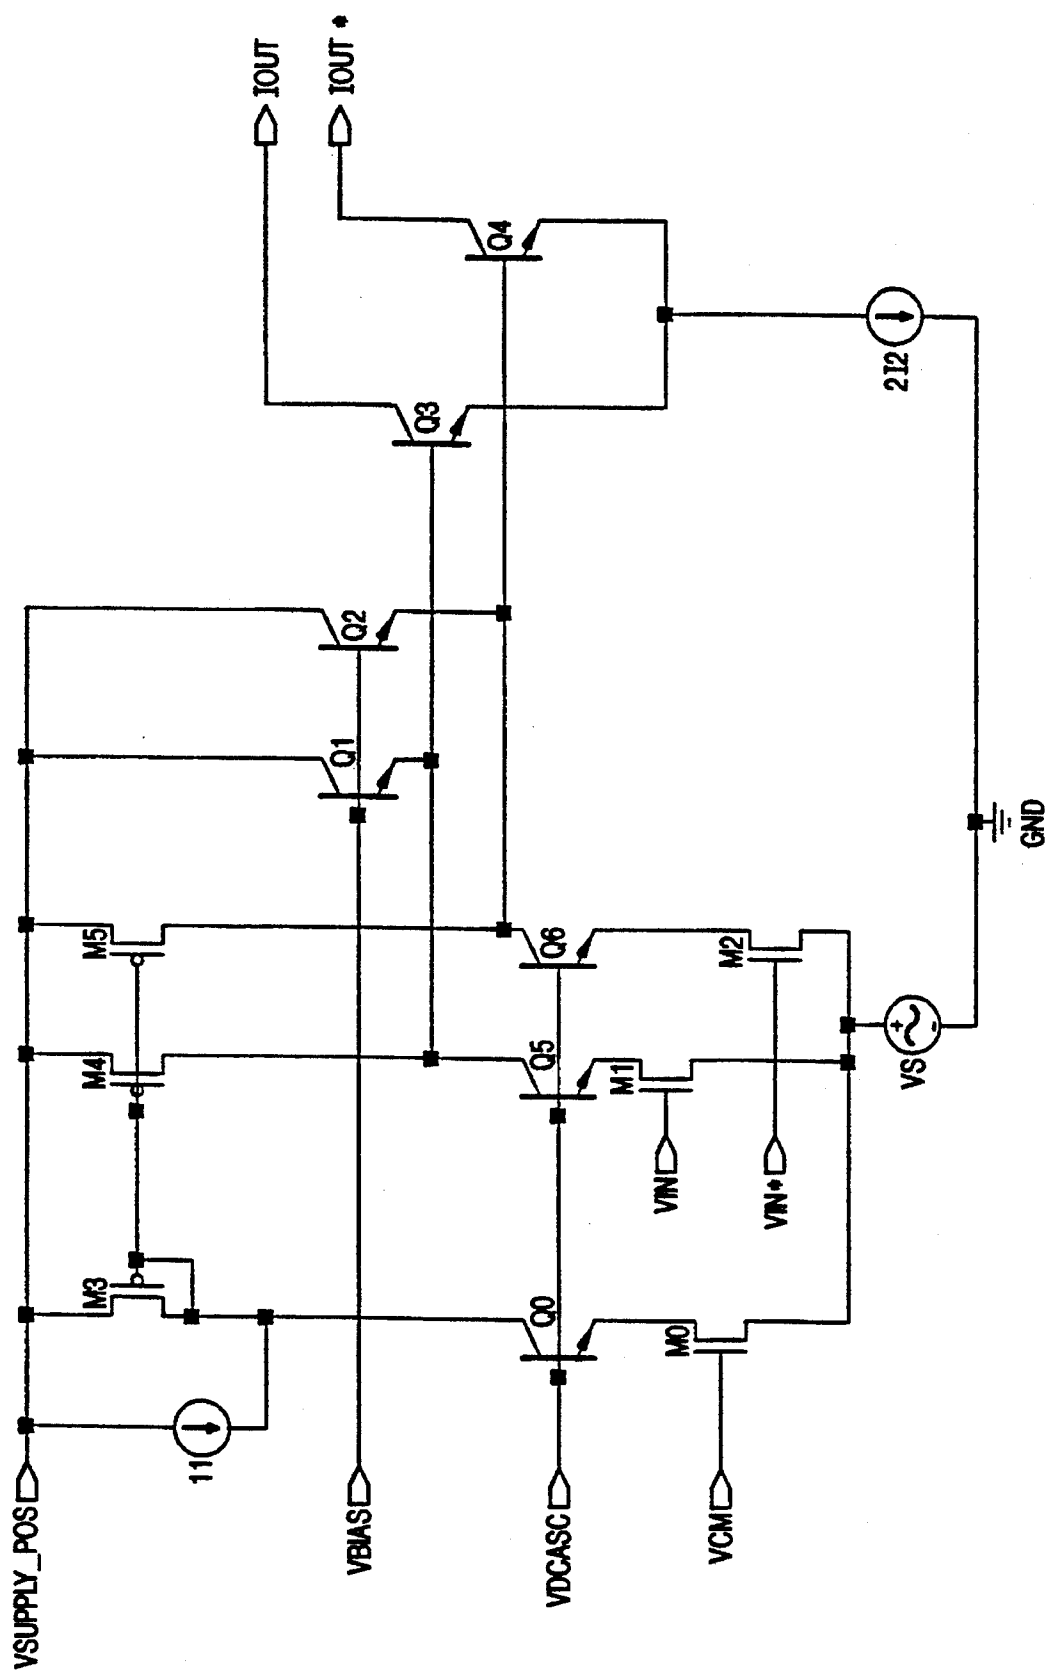 VSUPPLY_POS
11
VBIAS
VDCASC
VCM
M3
M4
M5
Q0
Q5
Q6
M0
M1
M2
VIN
VIN*
VS
+
-
GND
Q1
Q2
Q3
Q4
2I2
IOUT
IOUT*